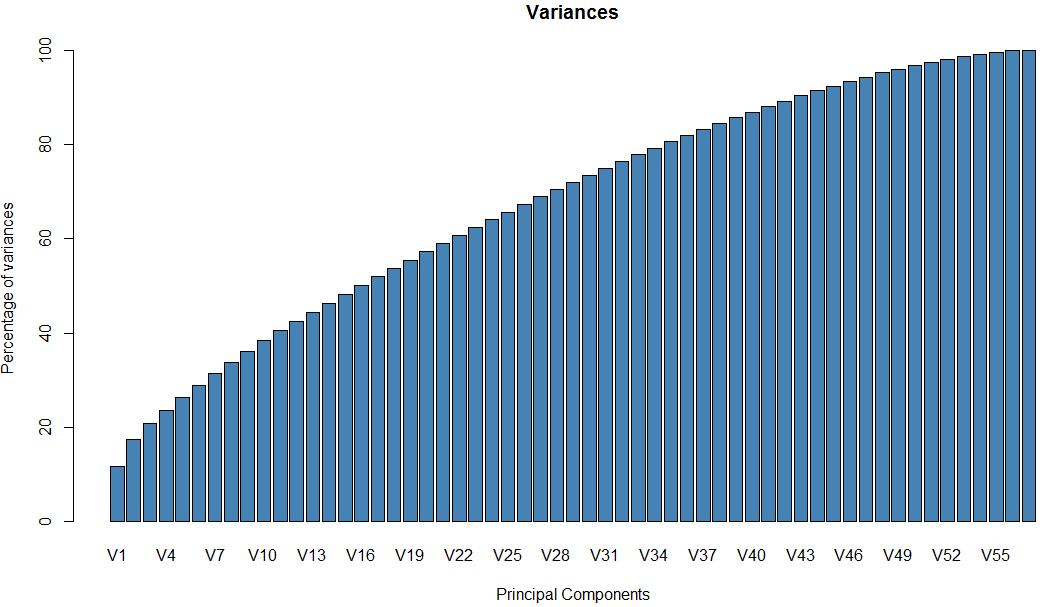 Variances
Percentage of variances
100
80
60
40
20
0
V1 V4 V7 V10 V13 V16 V19 V22 V25 V28 V31 V34 V37 V40 V43 V46 V49 V52 V55
Principal Components